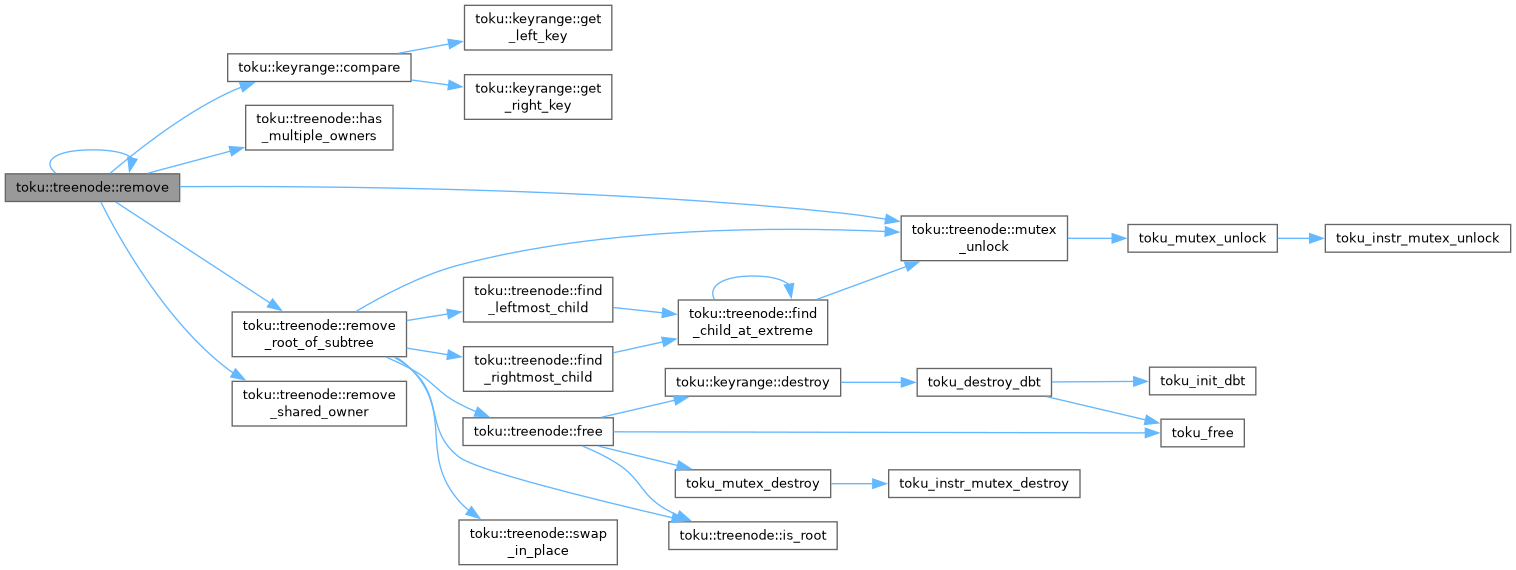 toku::treenode::remove
toku::keyrange::compare
toku::keyrange::get
_left_key
toku::keyrange::get
_right_key
toku::treenode::has
_multiple_owners
toku::treenode::mutex
_unlock
toku_mutex_unlock
toku_instr_mutex_unlock
toku::treenode::remove
_root_of_subtree
toku::treenode::find
_leftmost_child
toku::treenode::find
_rightmost_child
toku::treenode::find
_child_at_extreme
toku::treenode::free
toku::keyrange::destroy
toku_destroy_dbt
toku_init_dbt
toku_free
toku_mutex_destroy
toku_instr_mutex_destroy
toku::treenode::is_root
toku::treenode::swap
_in_place
toku::treenode::remove
_shared_owner